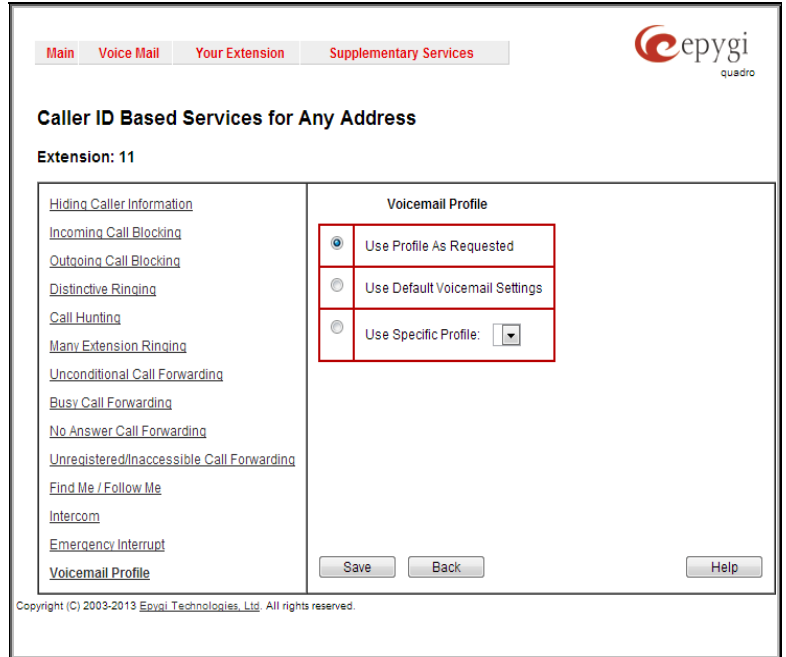 Main Voice Mail Your Extension Supplementary Services
epygi
quadro
Caller ID Based Services for Any Address
Extension: 11
Hiding Caller Information
Incoming Call Blocking
Outgoing Call Blocking
Distinctive Ringing
Call Hunting
Many Extension Ringing
Unconditional Call Forwarding
Busy Call Forwarding
No Answer Call Forwarding
Unregistered/Inaccessible Call Forwarding
Find Me / Follow Me
Intercom
Emergency Interrupt
Voicemail Profile
Voicemail Profile
Use Profile As Requested
Use Default Voicemail Settings
Use Specific Profile:
Save Back Help
Copyright (C) 2003-2013 Epygi Technologies, Ltd. All rights reserved.